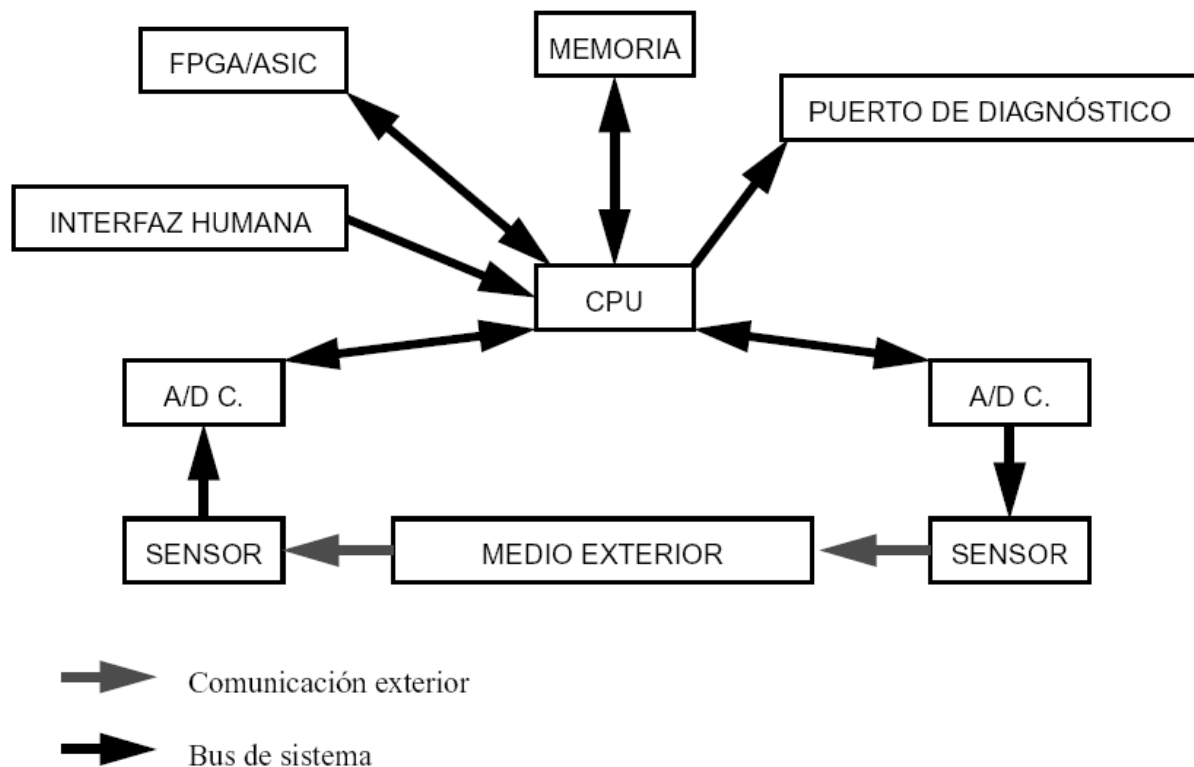 FPGA/ASIC
MEMORIA
PUERTO DE DIAGNÓSTICO
INTERFAZ HUMANA
CPU
A/D C.
A/D C.
SENSOR
MEDIO EXTERIOR
SENSOR
Comunicación exterior
Bus de sistema